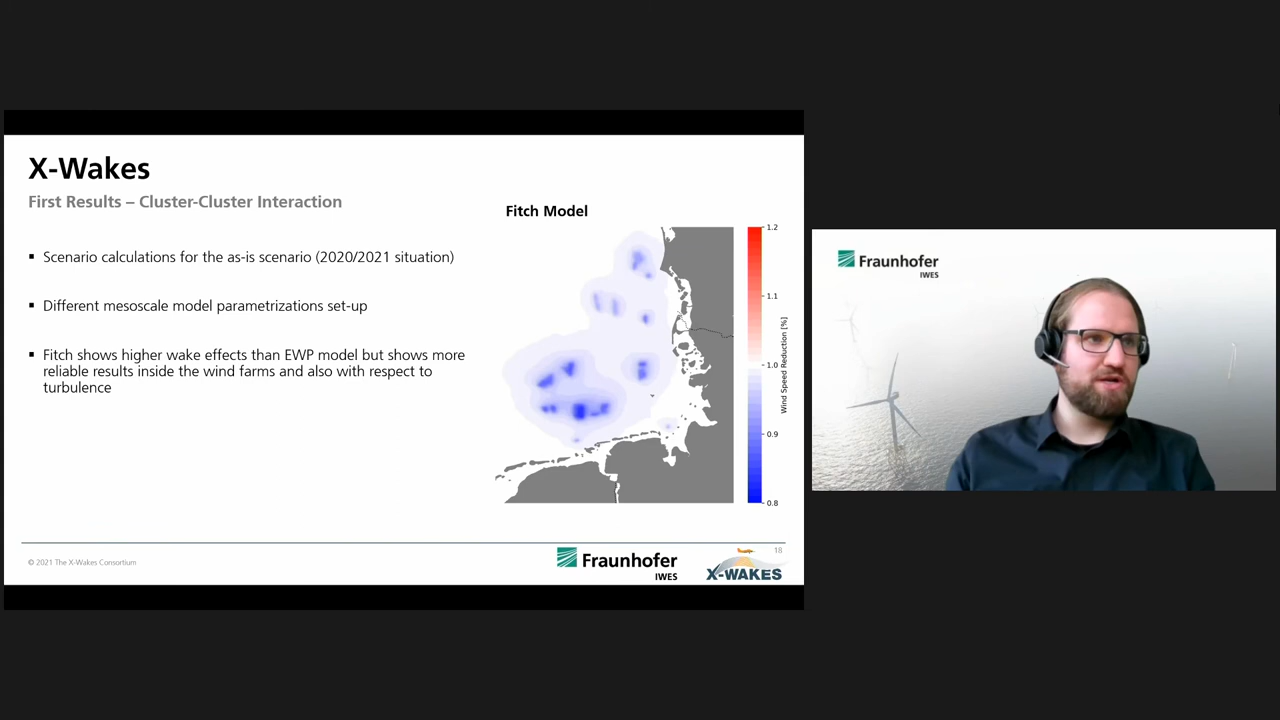 X-Wakes
First Results – Cluster-Cluster Interaction
▪ Scenario calculations for the as-is scenario (2020/2021 situation)
▪ Different mesoscale model parametrizations set-up
▪ Fitch shows higher wake effects than EWP model but shows more
reliable results inside the wind farms and also with respect to
turbulence
Fitch Model
1.2
1.1
1.0
0.9
0.8
Wind Speed Reduction [%]
© 2021 The X-Wakes Consortium
Fraunhofer
IWES
X-WAKES
18
Fraunhofer
IWES